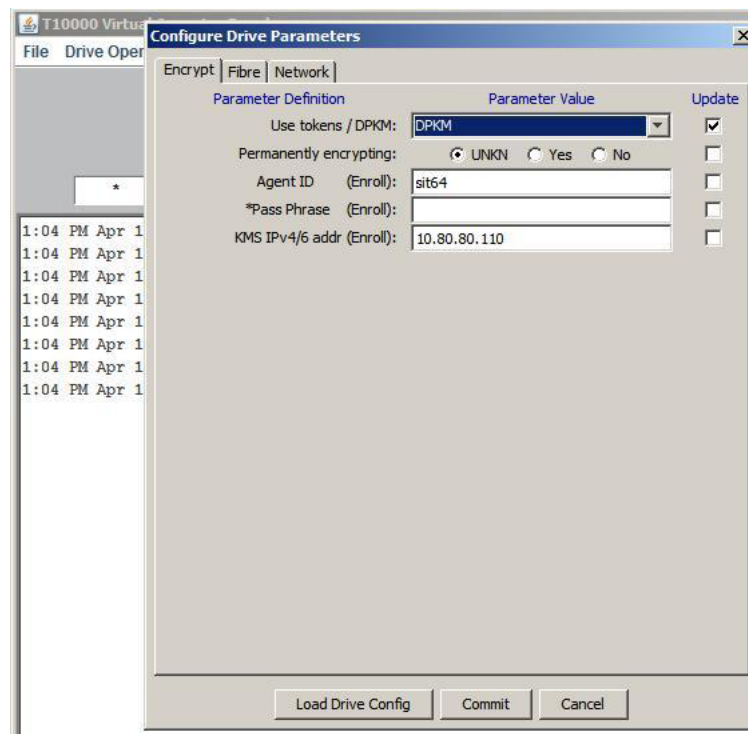 T10000 Virtua
File Drive Oper
*
1:04 PM Apr 1
1:04 PM Apr 1
1:04 PM Apr 1
1:04 PM Apr 1
1:04 PM Apr 1
1:04 PM Apr 1
1:04 PM Apr 1
1:04 PM Apr 1
Configure Drive Parameters
Encrypt Fibre Network
Parameter Definition Parameter Value Update
Use tokens / DPKM: DPKM
Permanently encrypting: UNKN Yes No
Agent ID (Enroll): sit64
*Pass Phrase (Enroll):
KMS IPv4/6 addr (Enroll): 10.80.80.110
Load Drive Config Commit Cancel